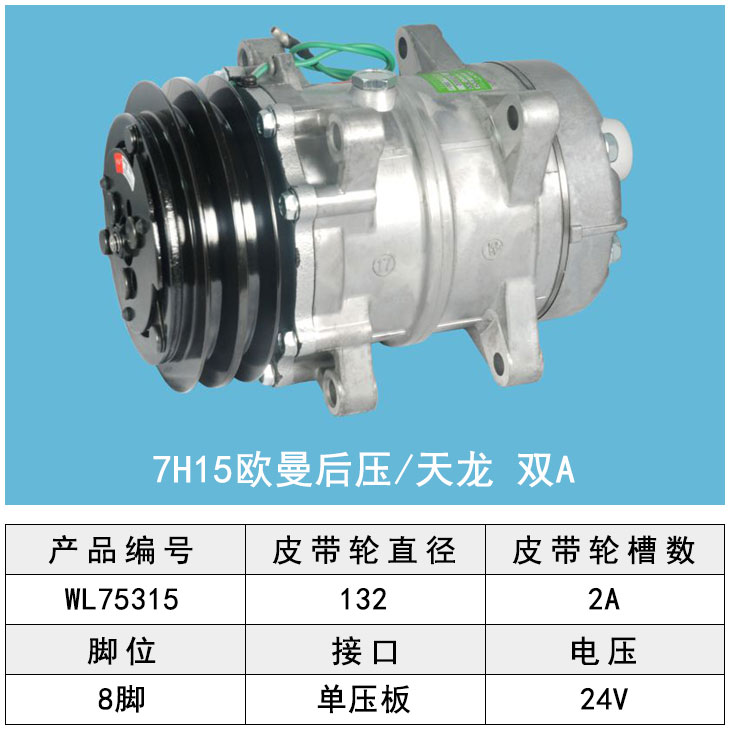 7H15欧曼后压/天龙 双A
产品编号 皮带轮直径 皮带轮槽数
WL75315 132 2A
脚位 接口 电压
8脚 单压板 24V
17